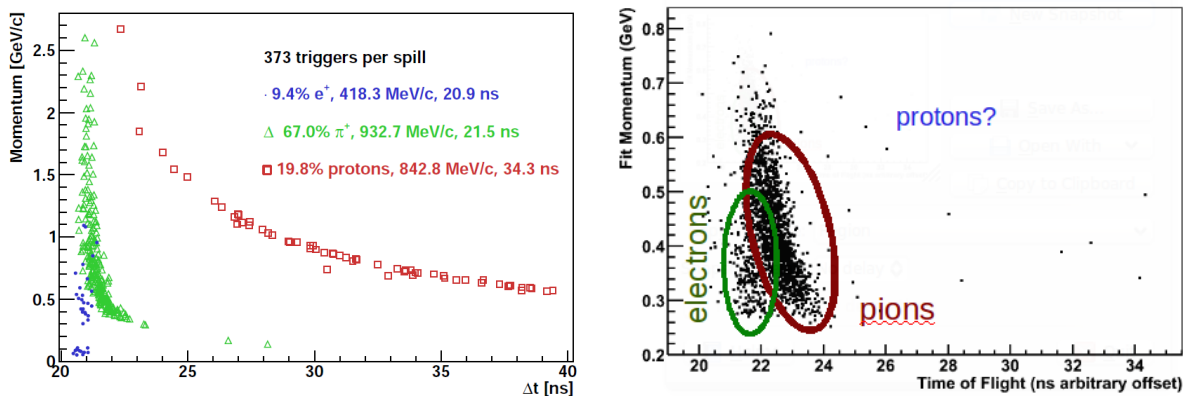 Momentum [GeV/c]
2.5
2
1.5
1
0.5
0
20
25
30
35
40
Δt [ns]
373 triggers per spill
· 9.4% e⁺, 418.3 MeV/c, 20.9 ns
67.0% π⁺, 932.7 MeV/c, 21.5 ns
19.8% protons, 842.8 MeV/c, 34.3 ns
Fit Momentum (GeV)
0.8
0.7
0.6
0.5
0.4
0.3
0.2
20
22
24
26
28
30
32
34
Time of Flight (ns arbitrary offset)
New Snapshot
Save As
Open With ...
Copy to Clipboard
delay
protons?
electrons
pions